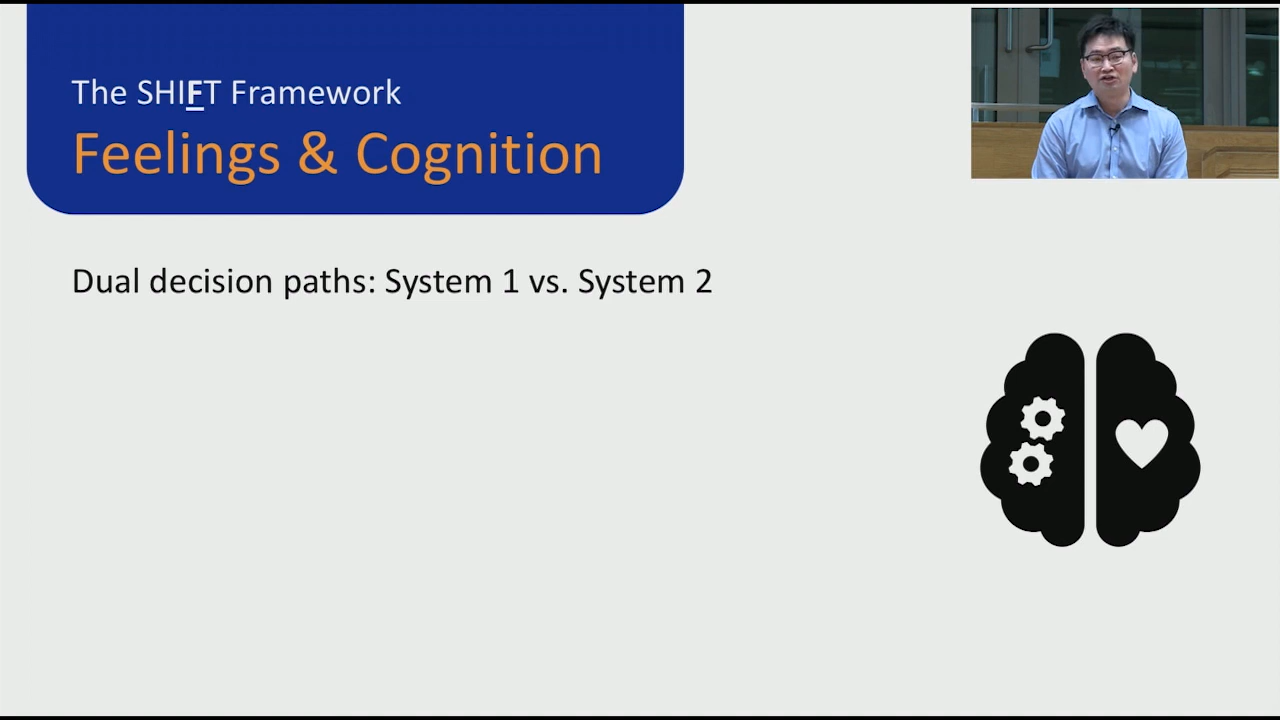 The SHIFT Framework
Feelings & Cognition
Dual decision paths: System 1 vs. System 2